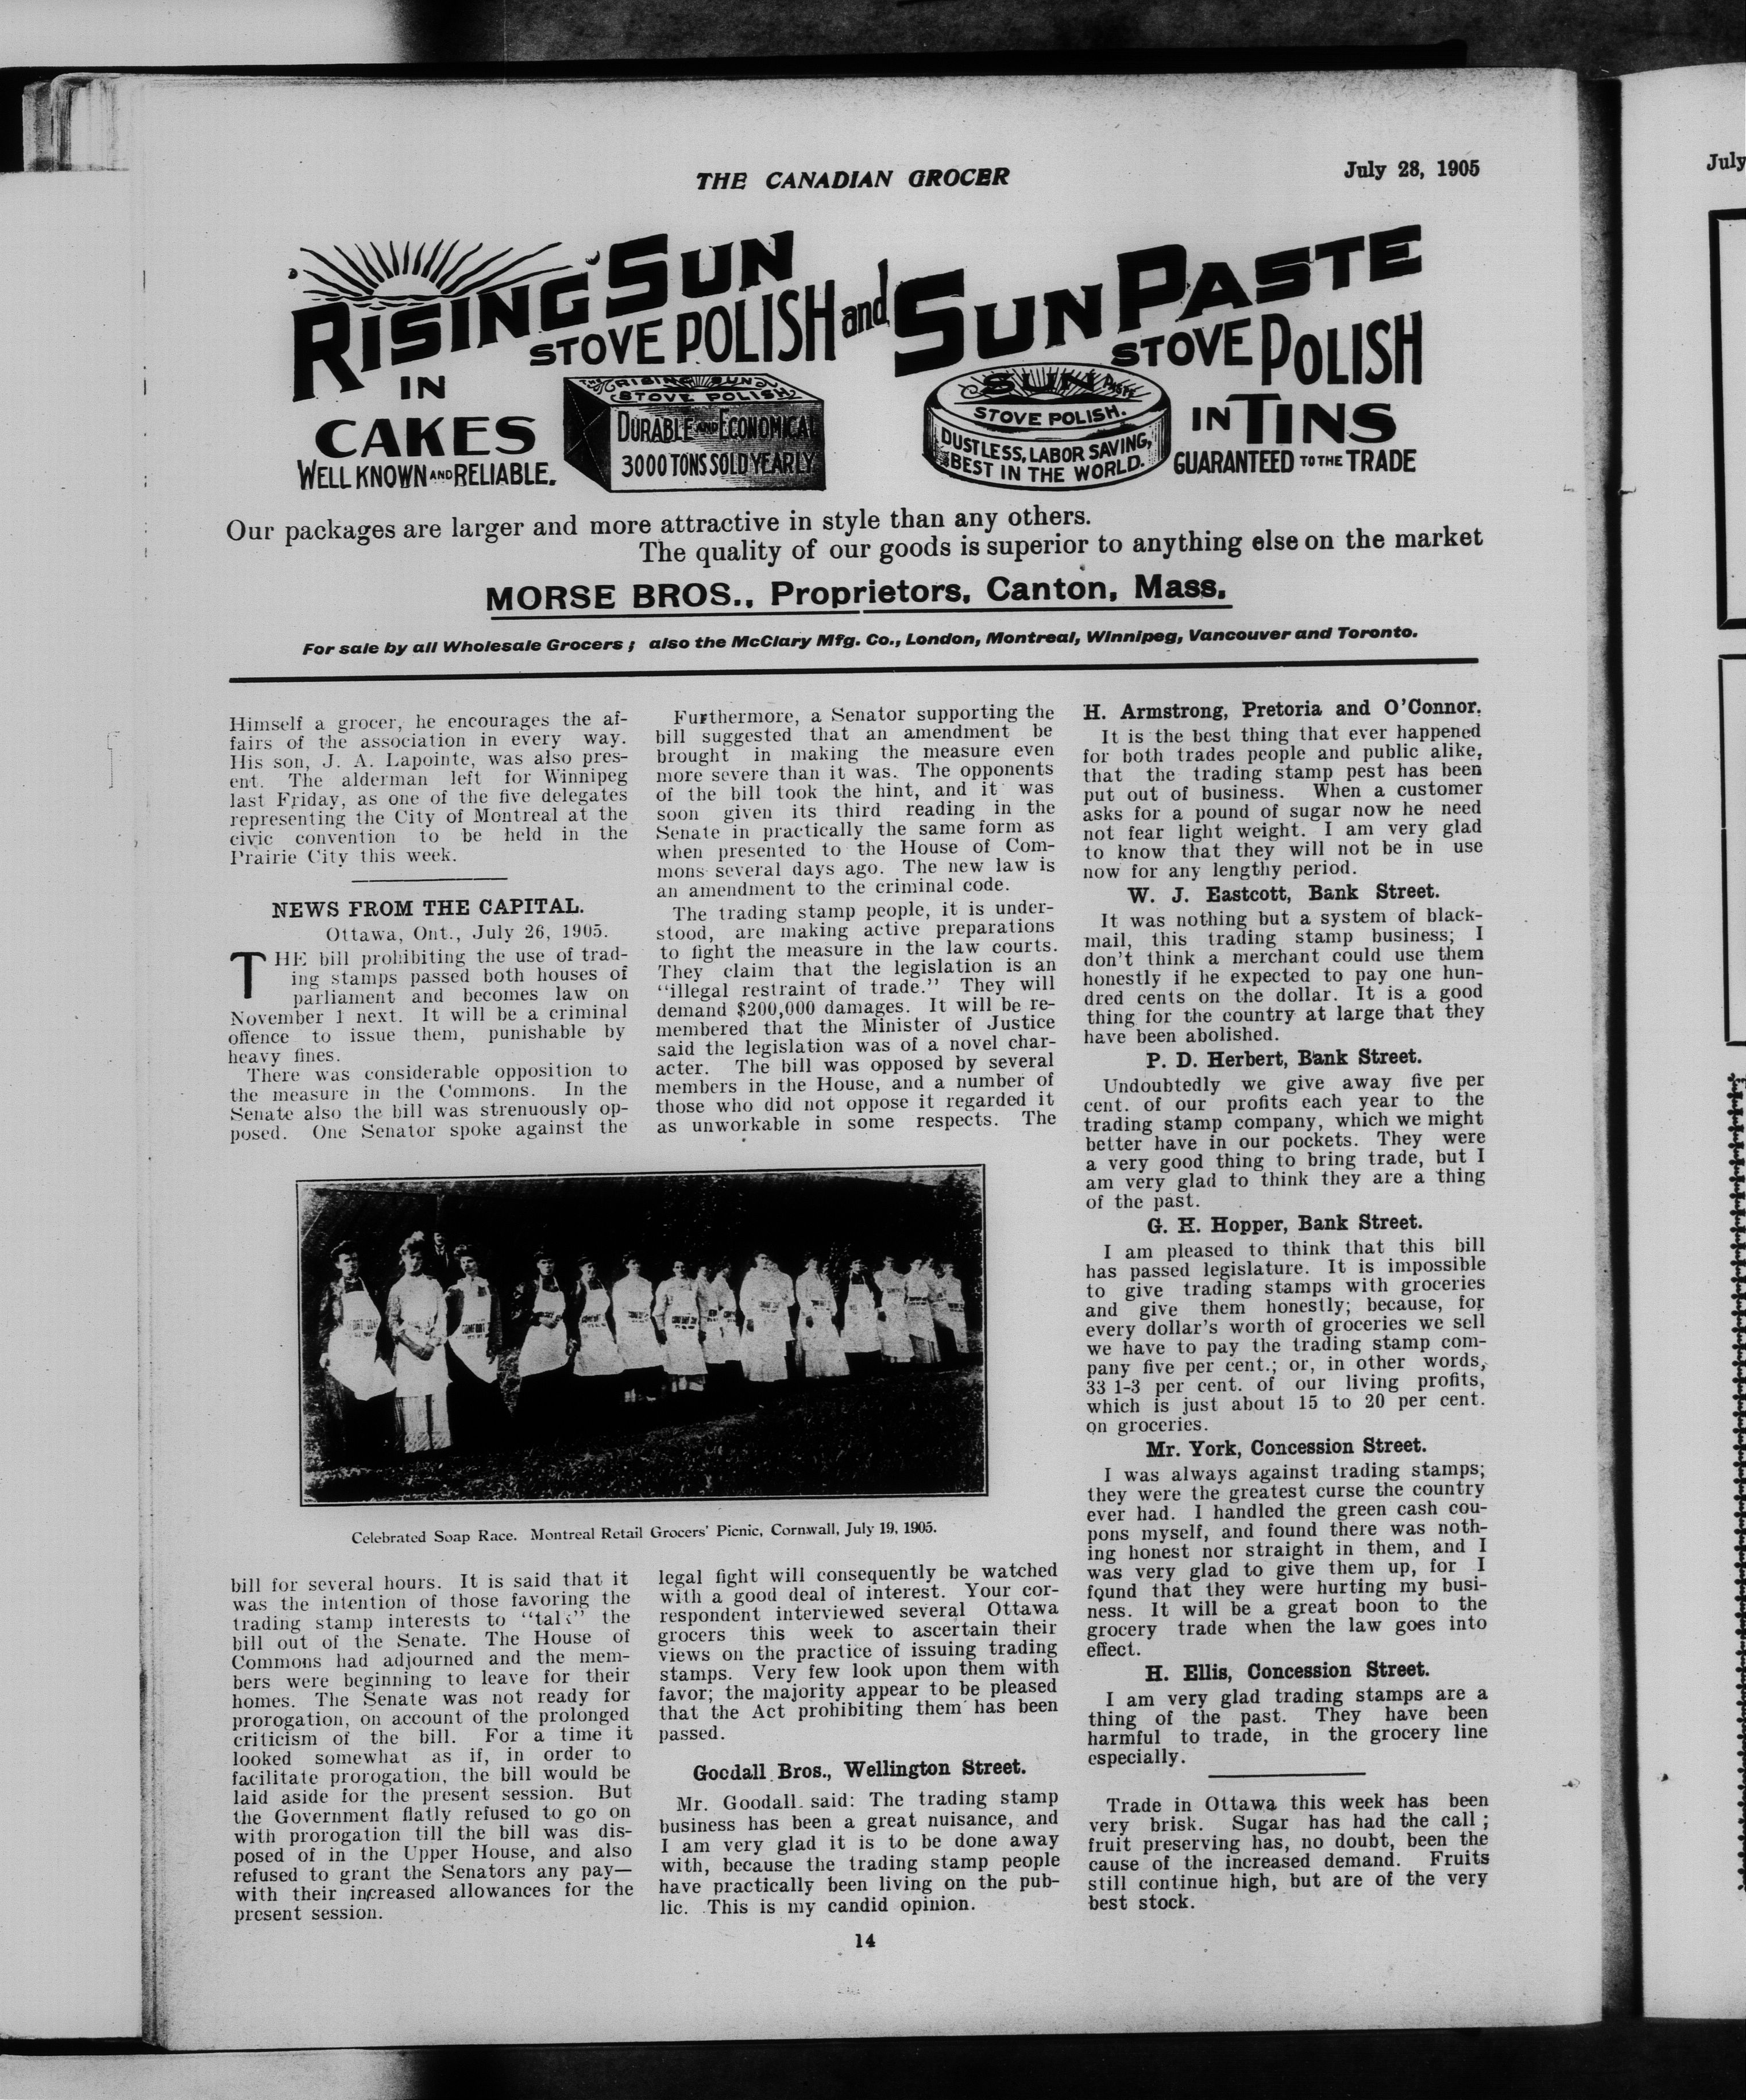 THE CANADIAN GROCER
July 28, 1905
July
RISING SUN
STOVE POLISH and SUN PASTE
STOVE POLISH
IN
CAKES
WELL KNOWN AND RELIABLE.
THE RISING SUN
STOVE POLISH
DURABLE AND ECONOMICAL
3000 TONS SOLD YEARLY
SUN PASTE
STOVE POLISH.
DUSTLESS, LABOR SAVING,
BEST IN THE WORLD.
IN TINS
GUARANTEED TO THE TRADE
Our packages are larger and more attractive in style than any others.
The quality of our goods is superior to anything else on the market
MORSE BROS., Proprietors, Canton, Mass.
For sale by all Wholesale Grocers; also the McClary Mfg. Co., London, Montreal, Winnipeg, Vancouver and Toronto.
Himself a grocer, he encourages the af-
fairs of the association in every way.
His son, J. A. Lapointe, was also pres-
ent. The alderman left for Winnipeg
last Friday, as one of the five delegates
representing the City of Montreal at the
civic convention to be held in the
Prairie City this week.
NEWS FROM THE CAPITAL.
Ottawa, Ont., July 26, 1905.
THE bill prohibiting the use of trad-
ing stamps passed both houses of
parliament and becomes law on
November 1 next. It will be a criminal
offence to issue them, punishable by
heavy fines.
There was considerable opposition to
the measure in the Commons. In the
Senate also the bill was strenuously op-
posed. One Senator spoke against the
Furthermore, a Senator supporting the
bill suggested that an amendment be
brought in making the measure even
more severe than it was. The opponents
of the bill took the hint, and it was
soon given its third reading in the
Senate in practically the same form as
when presented to the House of Com-
mons several days ago. The new law is
an amendment to the criminal code.
The trading stamp people, it is under-
stood, are making active preparations
to fight the measure in the law courts.
They claim that the legislation is an
"illegal restraint of trade." They will
demand $200,000 damages. It will be re-
membered that the Minister of Justice
said the legislation was of a novel char-
acter. The bill was opposed by several
members in the House, and a number of
those who did not oppose it regarded it
as unworkable in some respects. The
Celebrated Soap Race. Montreal Retail Grocers' Picnic, Cornwall, July 19, 1905.
bill for several hours. It is said that it
was the intention of those favoring the
trading stamp interests to "talk" the
bill out of the Senate. The House of
Commons had adjourned and the mem-
bers were beginning to leave for their
homes. The Senate was not ready for
prorogation, on account of the prolonged
criticism of the bill. For a time it
looked somewhat as if, in order to
facilitate prorogation, the bill would be
laid aside for the present session. But
the Government flatly refused to go on
with prorogation till the bill was dis-
posed of in the Upper House, and also
refused to grant the Senators any pay—
with their increased allowances for the
present session.
legal fight will consequently be watched
with a good deal of interest. Your cor-
respondent interviewed several Ottawa
grocers this week to ascertain their
views on the practice of issuing trading
stamps. Very few look upon them with
favor; the majority appear to be pleased
that the Act prohibiting them has been
passed.
Goodall Bros., Wellington Street.
Mr. Goodall said: The trading stamp
business has been a great nuisance, and
I am very glad it is to be done away
with, because the trading stamp people
have practically been living on the pub-
lic. This is my candid opinion.
H. Armstrong, Pretoria and O'Connor.
It is the best thing that ever happened
for both trades people and public alike,
that the trading stamp pest has been
put out of business. When a customer
asks for a pound of sugar now he need
not fear light weight. I am very glad
to know that they will not be in use
now for any lengthy period.
W. J. Eastcott, Bank Street.
It was nothing but a system of black-
mail, this trading stamp business; I
don't think a merchant could use them
honestly if he expected to pay one hun-
dred cents on the dollar. It is a good
thing for the country at large that they
have been abolished.
P. D. Herbert, Bank Street.
Undoubtedly we give away five per
cent. of our profits each year to the
trading stamp company, which we might
better have in our pockets. They were
a very good thing to bring trade, but I
am very glad to think they are a thing
of the past.
G. H. Hopper, Bank Street.
I am pleased to think that this bill
has passed legislature. It is impossible
to give trading stamps with groceries
and give them honestly; because, for
every dollar's worth of groceries we sell
we have to pay the trading stamp com-
pany five per cent.; or, in other words,
33 1-3 per cent. of our living profits,
which is just about 15 to 20 per cent.
on groceries.
Mr. York, Concession Street.
I was always against trading stamps;
they were the greatest curse the country
ever had. I handled the green cash cou-
pons myself, and found there was noth-
ing honest nor straight in them, and I
was very glad to give them up, for I
found that they were hurting my busi-
ness. It will be a great boon to the
grocery trade when the law goes into
effect.
H. Ellis, Concession Street.
I am very glad trading stamps are a
thing of the past. They have been
harmful to trade, in the grocery line
especially.
Trade in Ottawa this week has been
very brisk. Sugar has had the call;
fruit preserving has, no doubt, been the
cause of the increased demand. Fruits
still continue high, but are of the very
best stock.
14